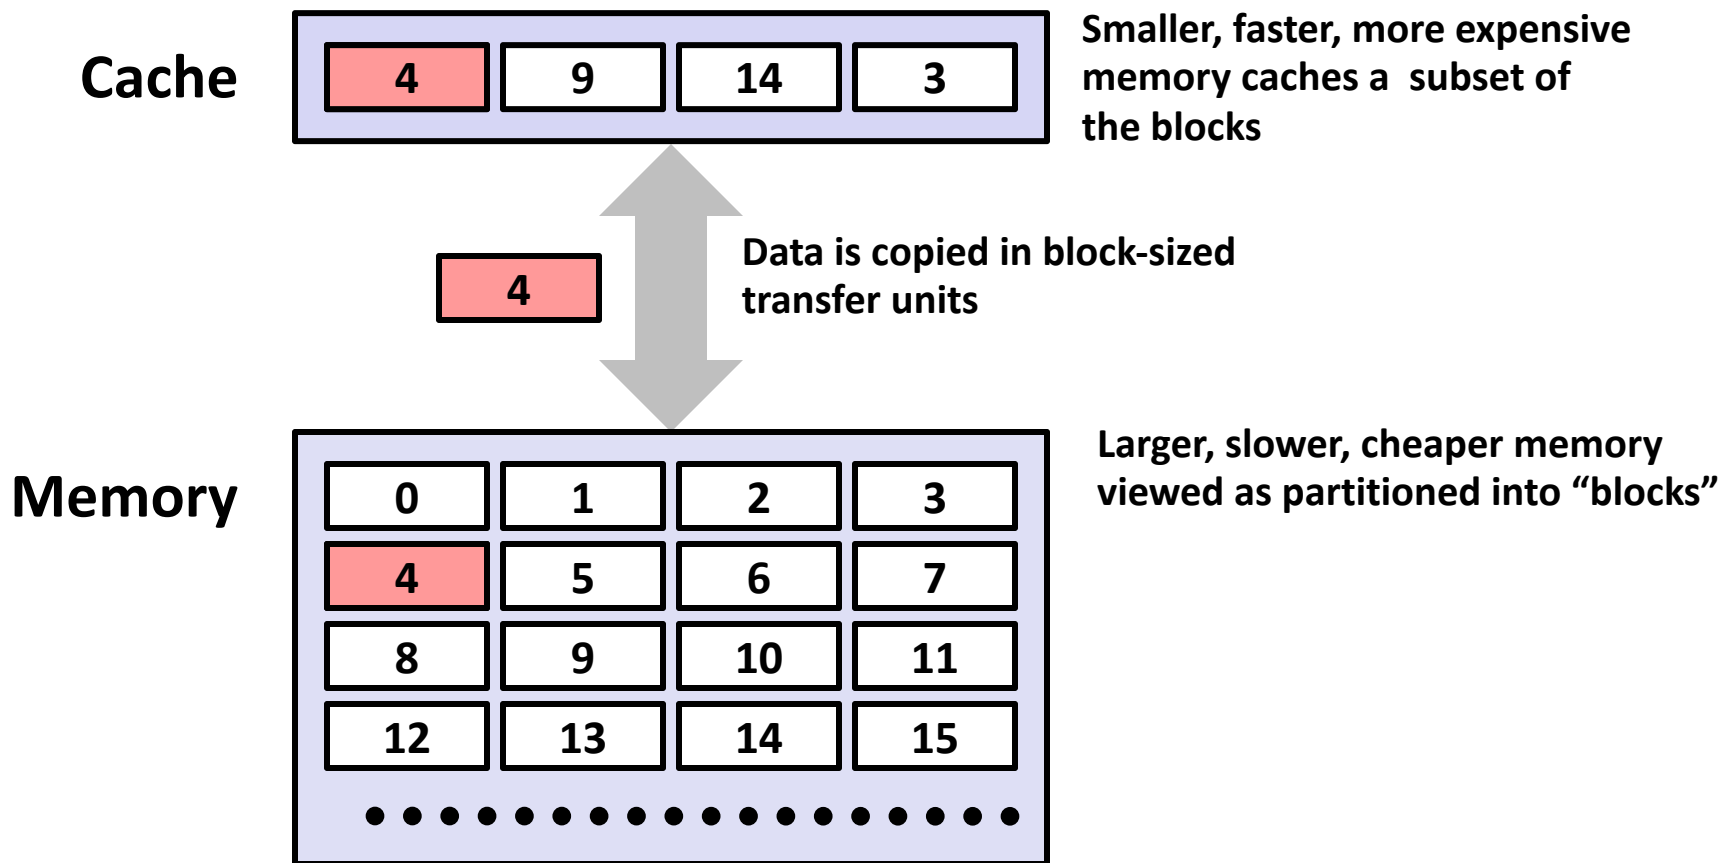 Cache
4 9 14 3
Smaller, faster, more expensive
memory caches a subset of
the blocks
4
Data is copied in block-sized
transfer units
Memory
0 1 2 3
4 5 6 7
8 9 10 11
12 13 14 15
Larger, slower, cheaper memory
viewed as partitioned into “blocks”